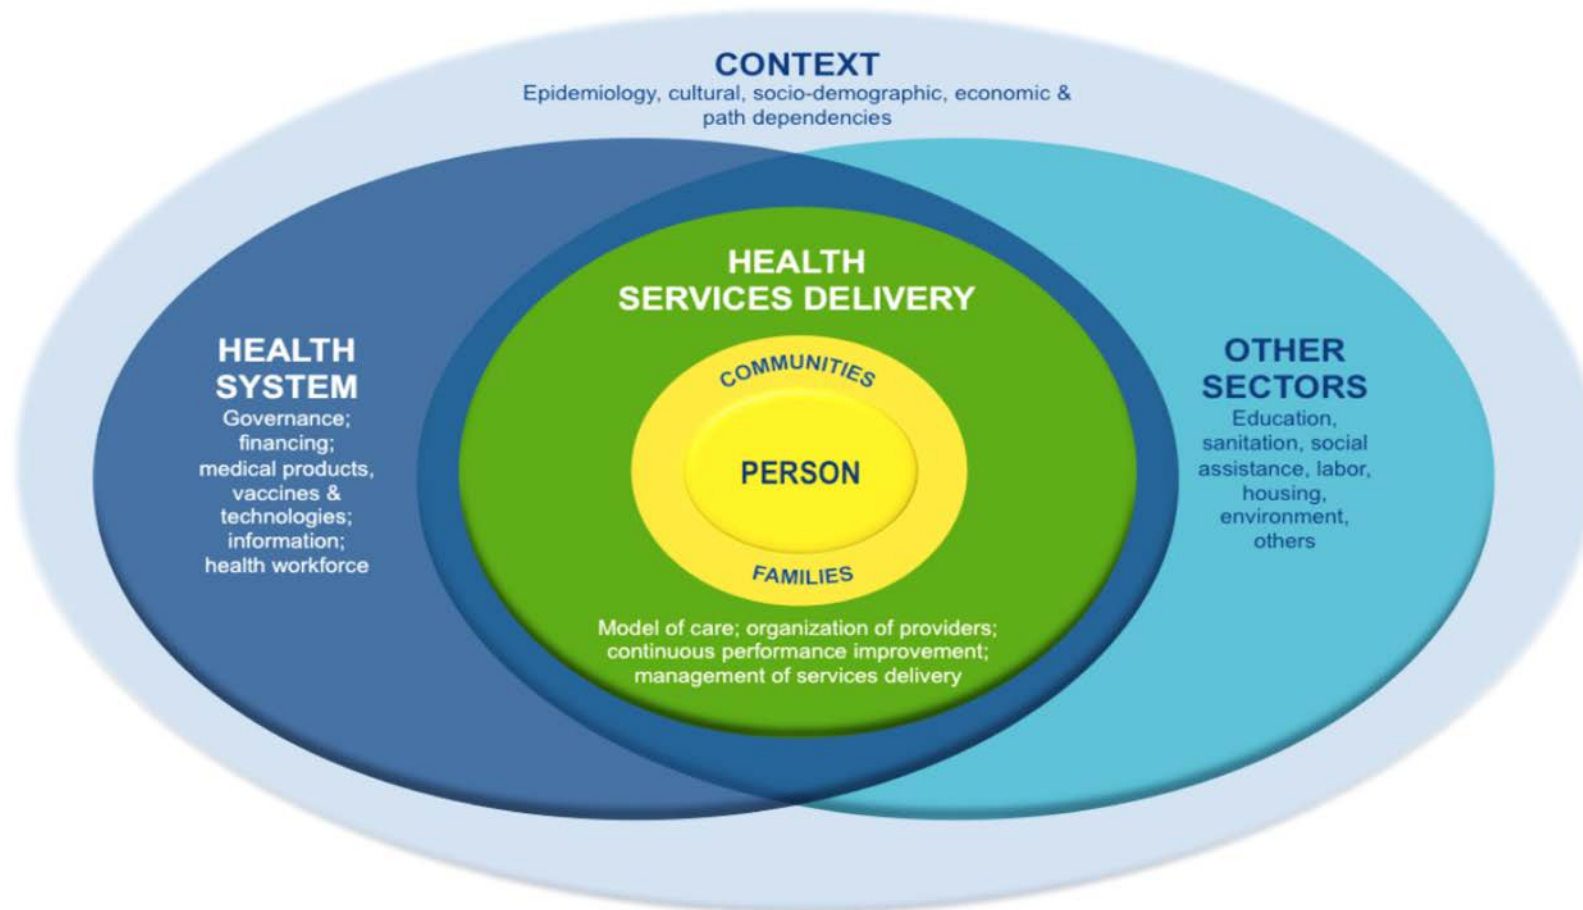 CONTEXT
Epidemiology, cultural, socio-demographic, economic &
path dependencies
HEALTH
SYSTEM
Governance;
financing;
medical products,
vaccines &
technologies;
information;
health workforce
HEALTH
SERVICES DELIVERY
COMMUNITIES
PERSON
FAMILIES
Model of care; organization of providers;
continuous performance improvement;
management of services delivery
OTHER
SECTORS
Education,
sanitation, social
assistance, labor,
housing,
environment,
others